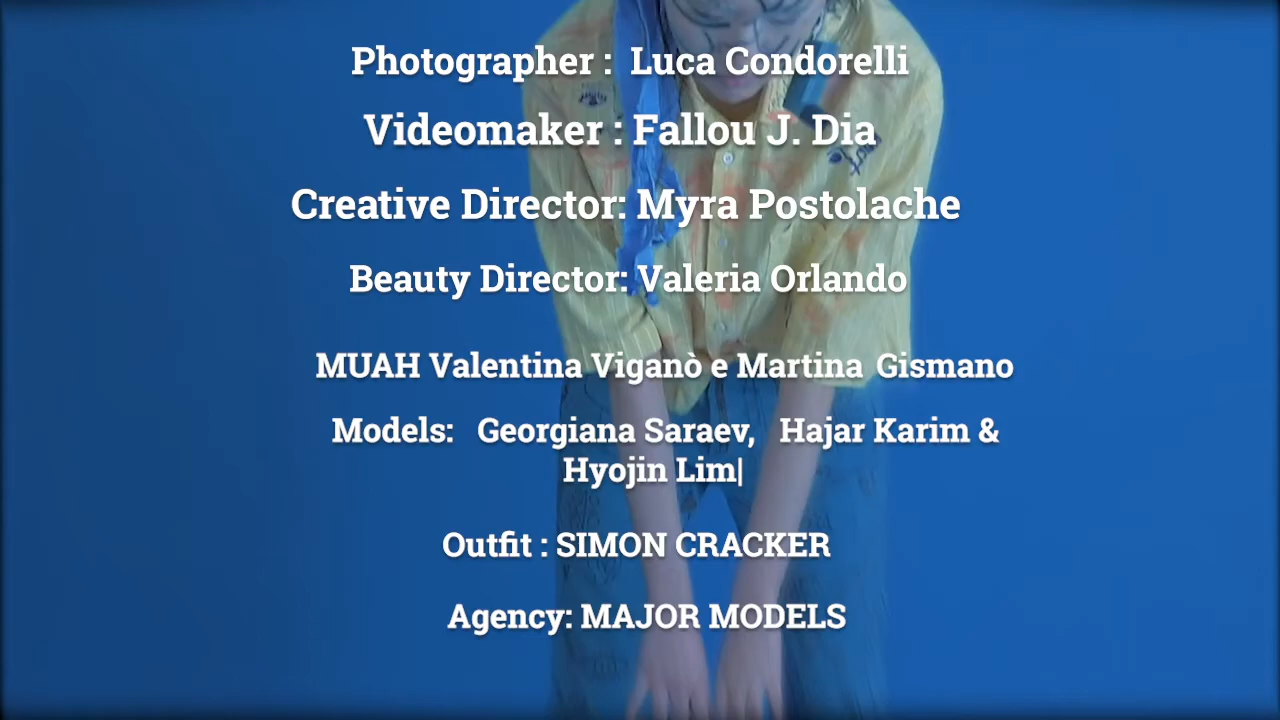 Photographer :  Luca Condorelli
Videomaker : Fallou J. Dia
Creative Director: Myra Postolache
Beauty Director: Valeria Orlando
MUAH Valentina Viganò e Martina Gismano
Models:  Georgiana Saraev,  Hajar Karim &
Hyojin Lim|
Outfit : SIMON CRACKER
Agency: MAJOR MODELS